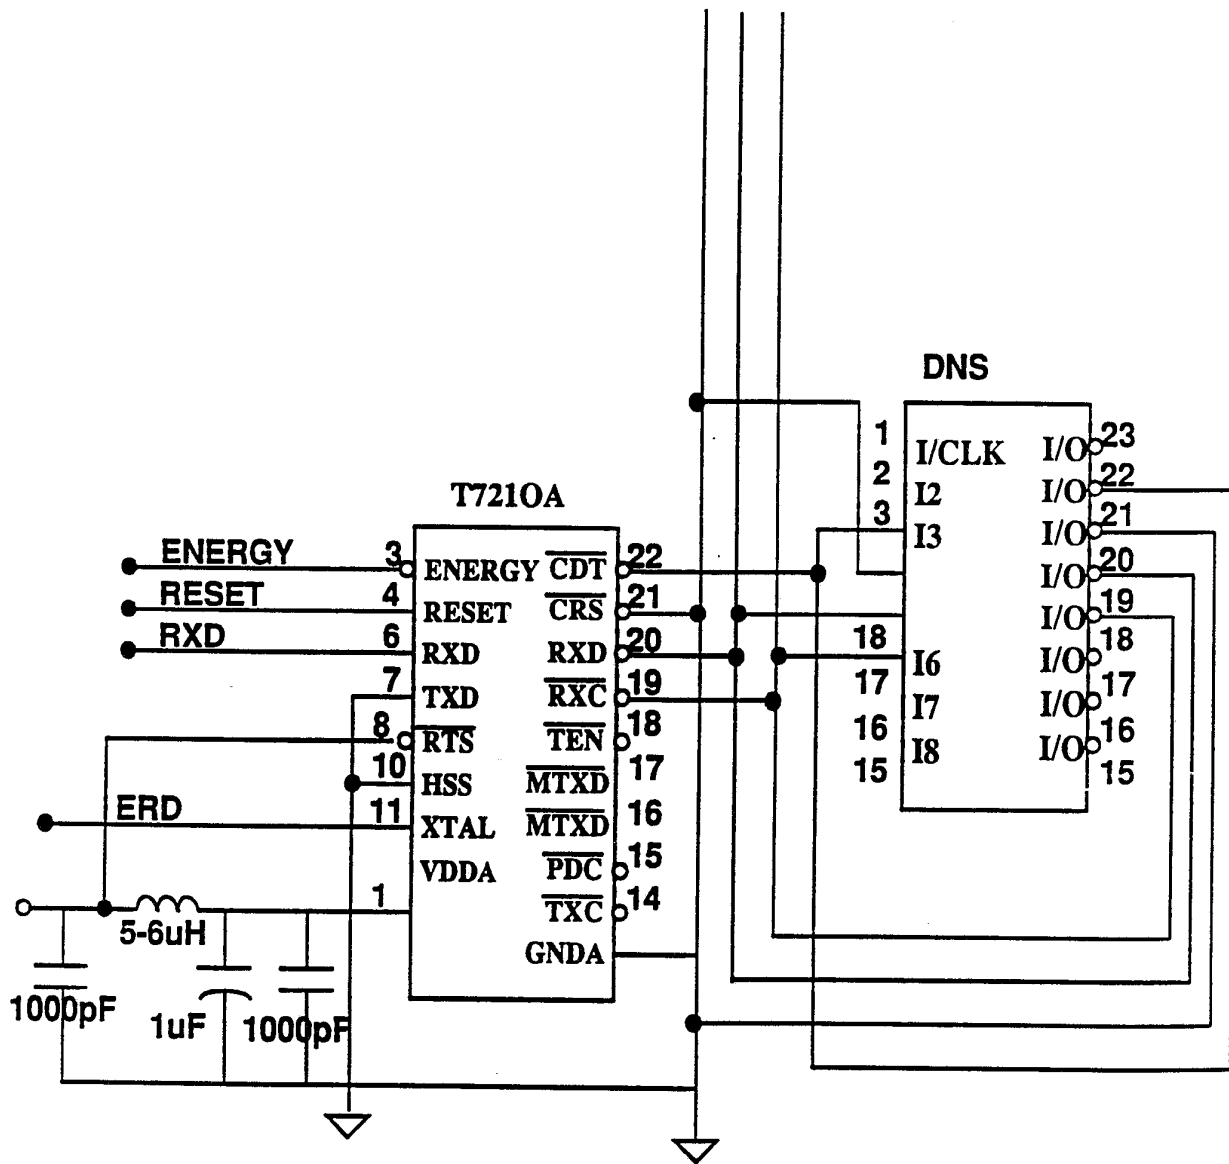 DNS
1 I/CLK I/O 23
2 I2 I/O 22
3 I3 I/O 21
I/O 20
I/O 19
18 I6 I/O 18
17 I7 I/O 17
16 I8 I/O 16
15 15
T721OA
ENERGY 3 ENERGY CDT 22
RESET 4 RESET CRS 21
RXD 6 RXD RXD 20
7 TXD RXC 19
8 RTS TEN 18
10 HSS MTXD 17
ERD 11 XTAL MTXD 16
VDDA PDC 15
1 TXC 14
5-6uH GNDA
1000pF 1uF 1000pF